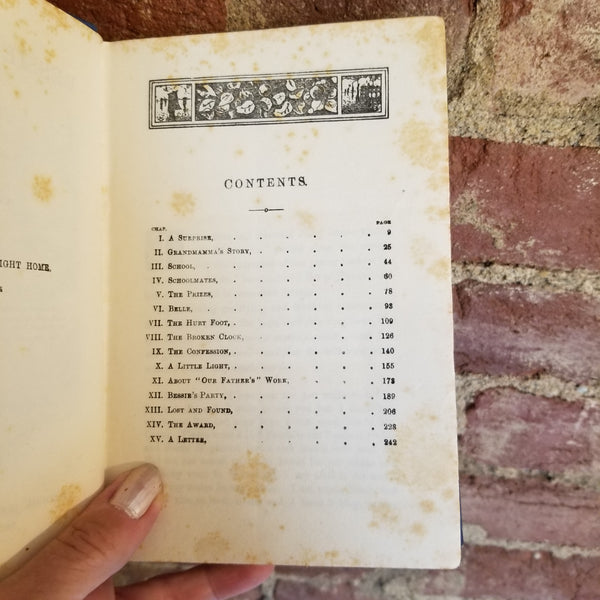 IGHT HOME,
CONTENTS.
CHAP. PAGE
I. A SURPRISE, 9
II. GRANDMAMMA'S STORY, 25
III. SCHOOL, 44
IV. SCHOOLMATES, 60
V. THE PRIZES, 78
VI. BELLE, 93
VII. THE HURT FOOT, 109
VIII. THE BROKEN CLOCK, 126
IX. THE CONFESSION, 140
X. A LITTLE LIGHT, 155
XI. ABOUT "OUR FATHER'S" WORK, 173
XII. BESSIE'S PARTY, 189
XIII. LOST AND FOUND, 206
XIV. THE AWARD, 223
XV. A LETTER, 242